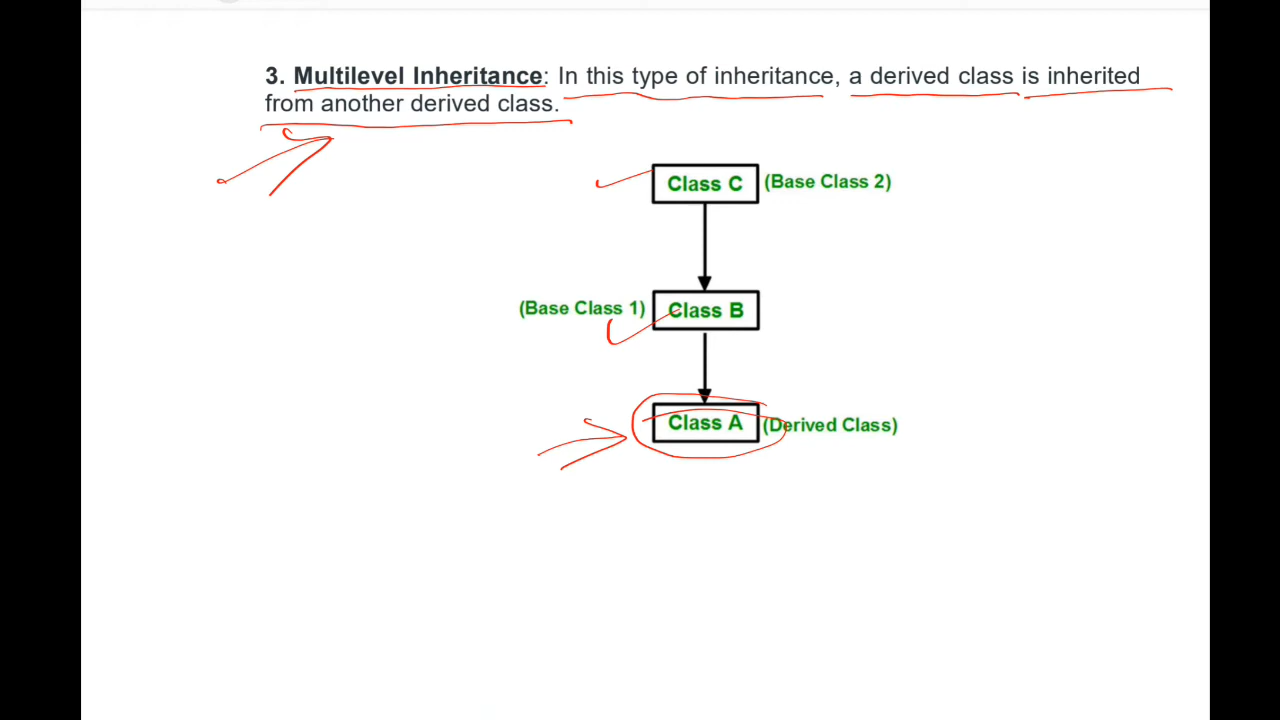 3. Multilevel Inheritance: In this type of inheritance, a derived class is inherited
from another derived class.
Class C (Base Class 2)
(Base Class 1) Class B
Class A (Derived Class)